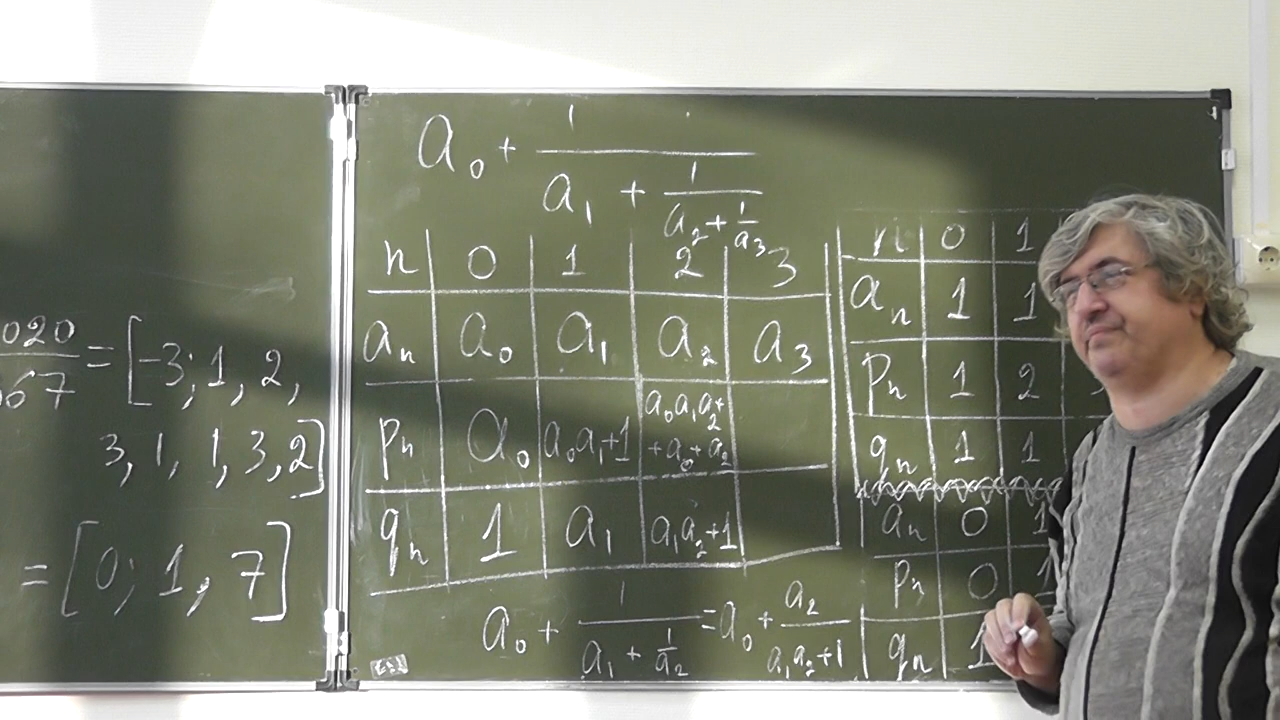 020
67
= [-3; 1, 2,
3, 1, 1, 3, 2]
= [0; 1, 7]
a₀ + 1
a₁ + 1
a₂ + 1
a₃
n 0 1 2 3
aₙ a₀ a₁ a₂ a₃
pₙ a₀ a₀a₁+1 a₀a₁a₂+
+a₀+a₂
qₙ 1 a₁ a₁a₂+1
a₀ + 1/(a₁ + 1/a₂) = a₀ + a₂/(a₁a₂+1)
n 0 1
aₙ 1 1
pₙ 1 2
qₙ 1 1
aₙ 0 1
pₙ 0 1
qₙ 1